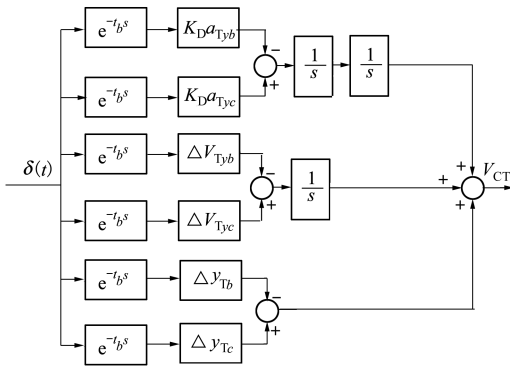 e^{-t_b s} K_D a_{Tyb} −
+ 1/s 1/s
e^{-t_b s} K_D a_{Tyc}
e^{-t_b s} △V_{Tyb} −
δ(t) + 1/s + + + V_{CT}
e^{-t_b s} △V_{Tyc}
e^{-t_b s} △y_{Tb} −
+
e^{-t_b s} △y_{Tc}